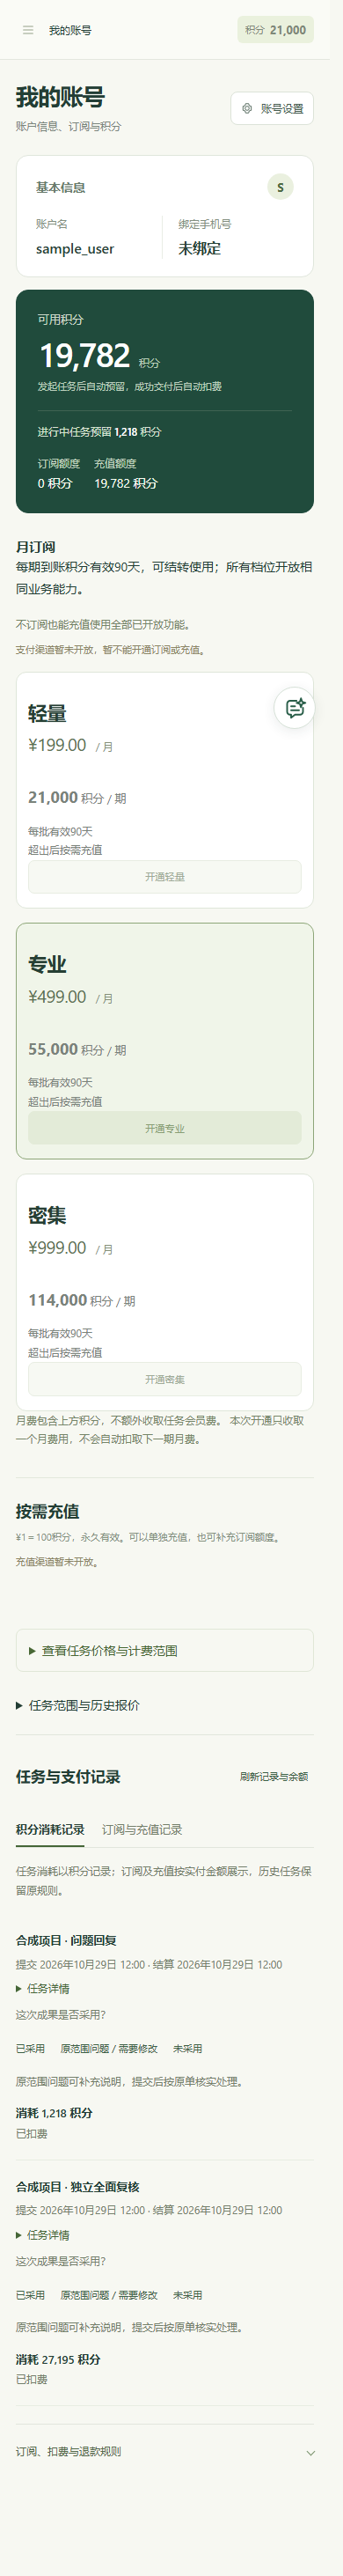 我的账号
积分 21,000
我的账号
账户信息、订阅与积分
账号设置
基本信息
S
账户名
绑定手机号
sample_user
未绑定
可用积分
19,782 积分
发起任务后自动预留，成功交付后自动扣费
进行中任务预留 1,218 积分
订阅额度
充值额度
0 积分
19,782 积分
月订阅
每期到账积分有效90天，可结转使用；所有档位开放相
同业务能力。
不订阅也能充值使用全部已开放功能。
支付渠道暂未开放，暂不能开通订阅或充值。
轻量
¥199.00 / 月
21,000 积分 / 期
每批有效90天
超出后按需充值
开通轻量
专业
¥499.00 / 月
55,000 积分 / 期
每批有效90天
超出后按需充值
开通专业
密集
¥999.00 / 月
114,000 积分 / 期
每批有效90天
超出后按需充值
开通密集
月费包含上方积分，不额外收取任务会员费。 本次开通只收取
一个月费用，不会自动扣取下一期月费。
按需充值
¥1 = 100积分，永久有效。可以单独充值，也可补充订阅额度。
充值渠道暂未开放。
查看任务价格与计费范围
任务范围与历史报价
任务与支付记录
刷新记录与余额
积分消耗记录
订阅与充值记录
任务消耗以积分记录；订阅及充值按实付金额展示，历史任务保
留原规则。
合成项目 · 问题回复
提交 2026年10月29日 12:00 · 结算 2026年10月29日 12:00
任务详情
这次成果是否采用？
已采用 原范围问题 / 需要修改 未采用
原范围问题可补充说明，提交后按原单核实处理。
消耗 1,218 积分
已扣费
合成项目 · 独立全面复核
提交 2026年10月29日 12:00 · 结算 2026年10月29日 12:00
任务详情
这次成果是否采用？
已采用 原范围问题 / 需要修改 未采用
原范围问题可补充说明，提交后按原单核实处理。
消耗 27,195 积分
已扣费
订阅、扣费与退款规则